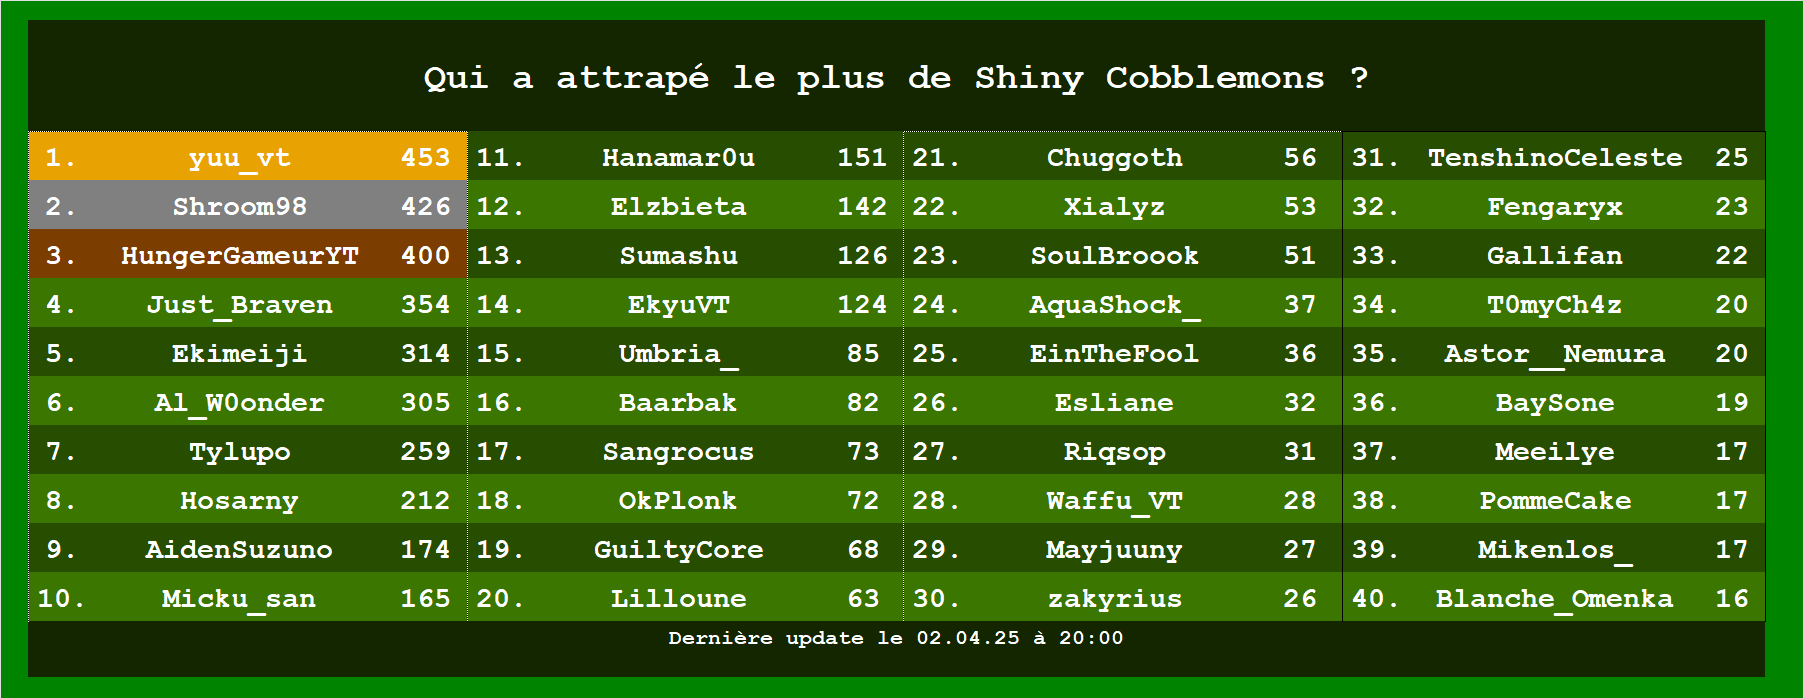 Qui a attrapé le plus de Shiny Cobblemons ?
1. yuu_vt 453
2. Shroom98 426
3. HungerGameurYT 400
4. Just_Braven 354
5. Ekimeiji 314
6. Al_W0onder 305
7. Tylupo 259
8. Hosarny 212
9. AidenSuzuno 174
10. Micku_san 165
11. Hanamar0u 151
12. Elzbieta 142
13. Sumashu 126
14. EkyuVT 124
15. Umbria_ 85
16. Baarbak 82
17. Sangrocus 73
18. OkPlonk 72
19. GuiltyCore 68
20. Lilloune 63
21. Chuggoth 56
22. Xialyz 53
23. SoulBroook 51
24. AquaShock_ 37
25. EinTheFool 36
26. Esliane 32
27. Riqsop 31
28. Waffu_VT 28
29. Mayjuuny 27
30. zakyrius 26
31. TenshinoCeleste 25
32. Fengaryx 23
33. Gallifan 22
34. T0myCh4z 20
35. Astor__Nemura 20
36. BaySone 19
37. Meeilye 17
38. PommeCake 17
39. Mikenlos_ 17
40. Blanche_Omenka 16
Dernière update le 02.04.25 à 20:00